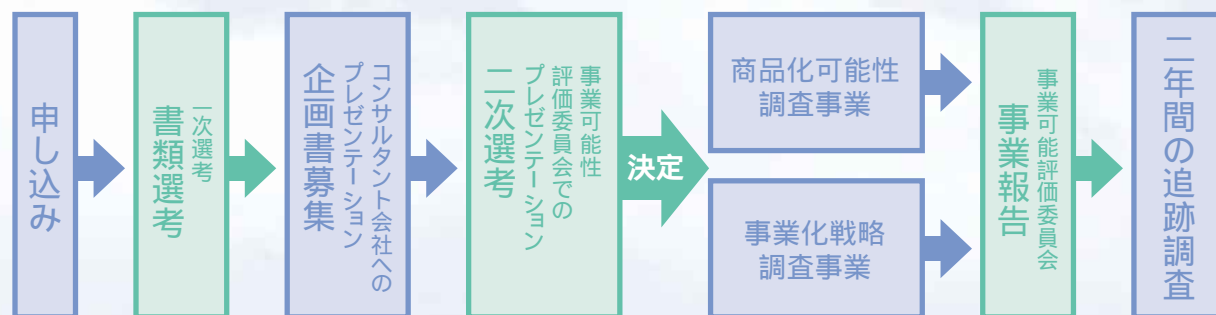 申し込み
一次選考
書類選考
コンサルタント会社への
プレゼンテーション
企画書募集
事業可能性
評価委員会での
プレゼンテーション
二次選考
決定
商品化可能性
調査事業
事業化戦略
調査事業
事業可能評価委員会
事業報告
二年間の追跡調査